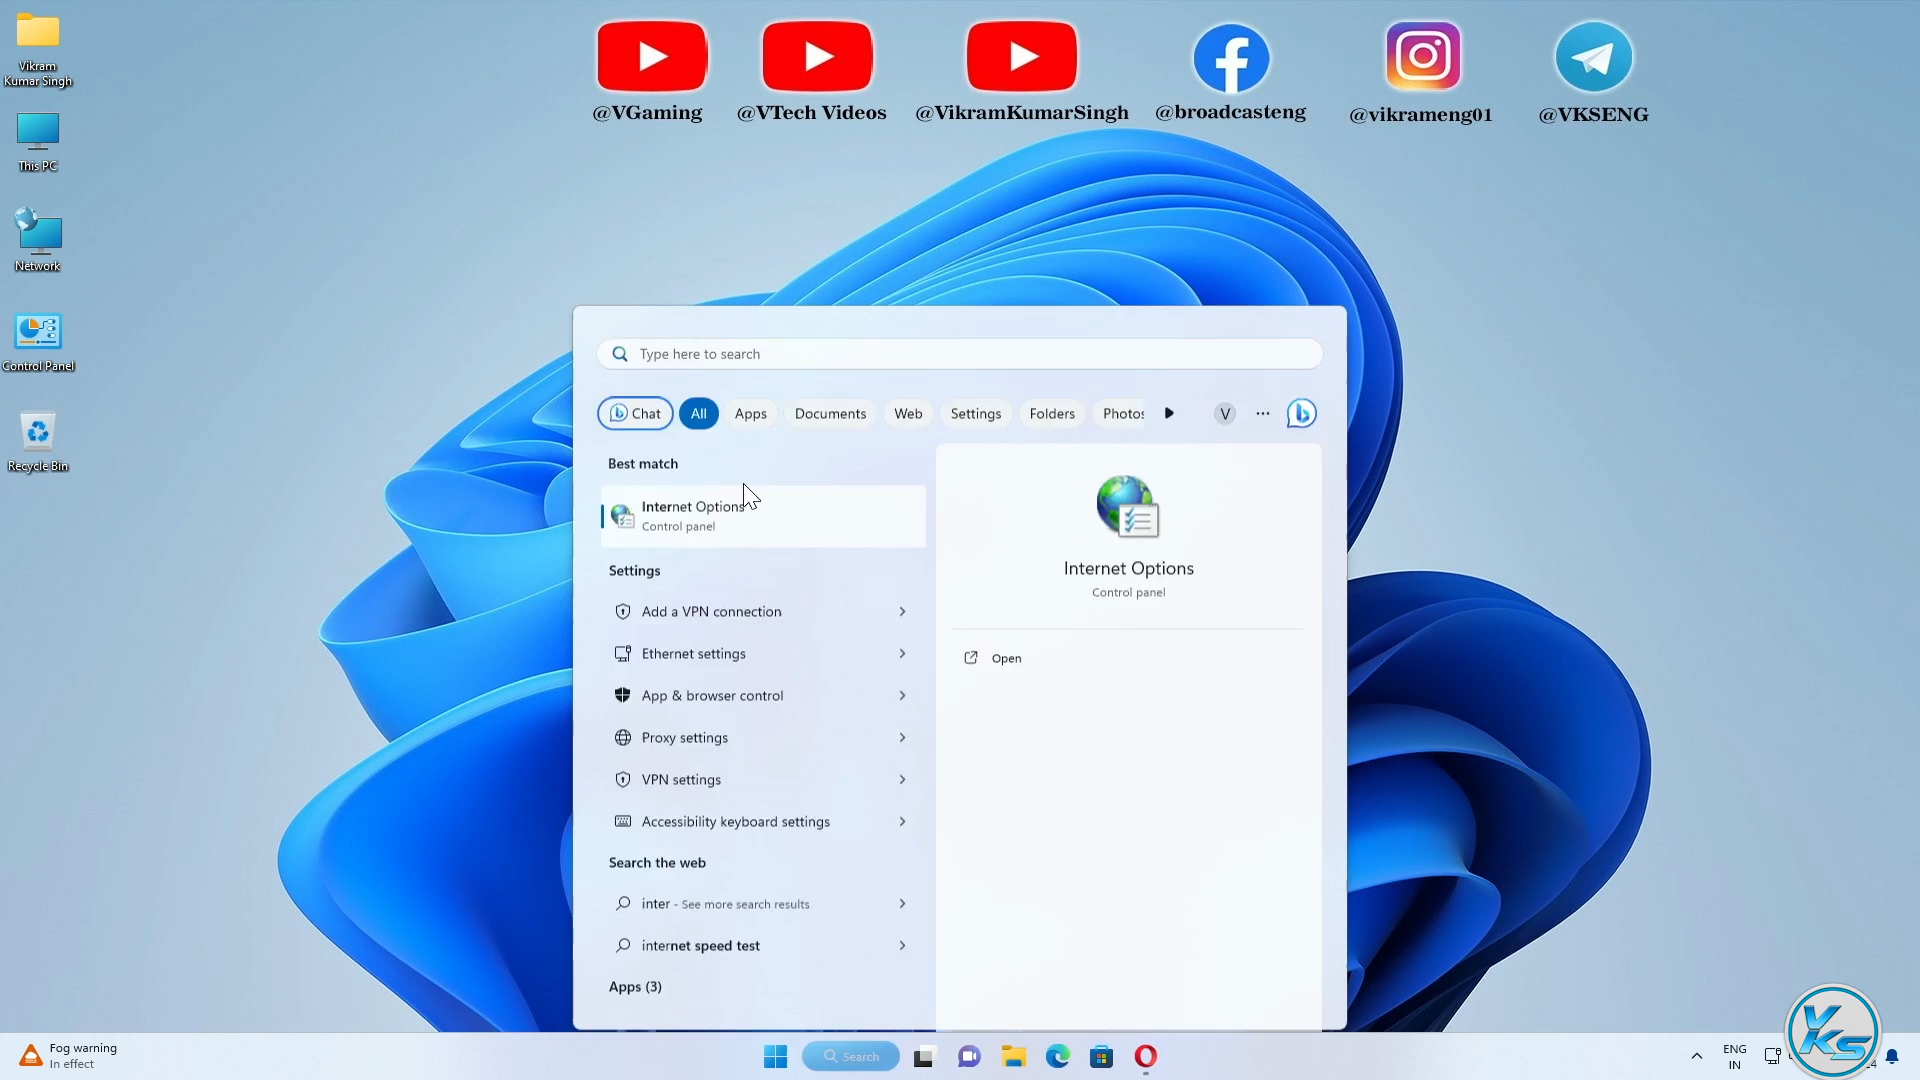 Vikram
Kumar Singh
This PC
Network
Control Panel
Recycle Bin
@VGaming
@VTech Videos
@VikramKumarSingh
@broadcasteng
@vikrameng01
@VKSENG
Type here to search
Chat
All
Apps
Documents
Web
Settings
Folders
Photos
V
Best match
Internet Options
Control panel
Settings
Add a VPN connection
Ethernet settings
App & browser control
Proxy settings
VPN settings
Accessibility keyboard settings
Search the web
inter - See more search results
internet speed test
Apps (3)
Internet Options
Control panel
Open
Fog warning
In effect
Search
ENG
IN
VKS